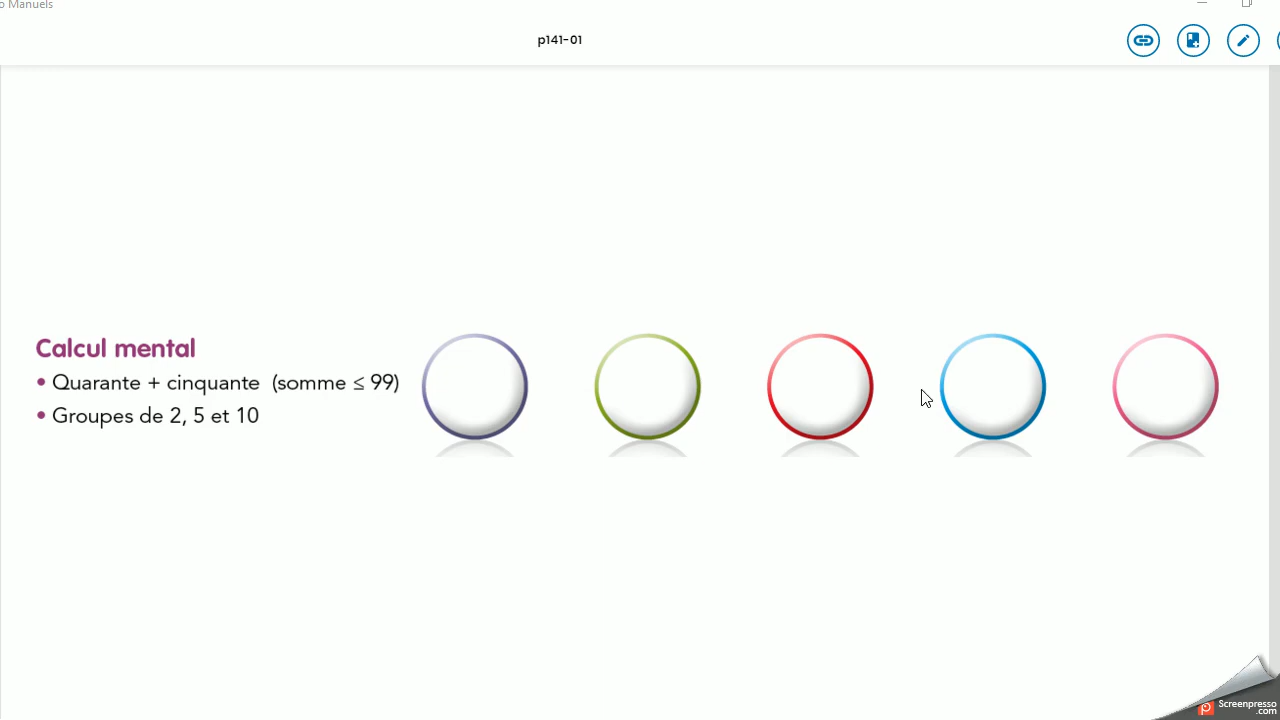 o Manuels
p141-01
Calcul mental
• Quarante + cinquante (somme ≤ 99)
• Groupes de 2, 5 et 10
Screenpresso
.com